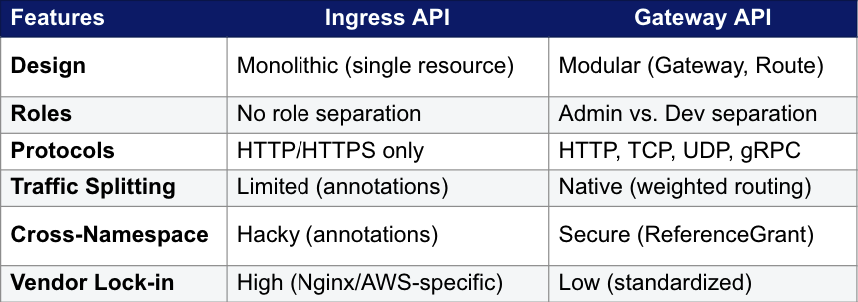 Features Ingress API Gateway API
Design Monolithic (single resource) Modular (Gateway, Route)
Roles No role separation Admin vs. Dev separation
Protocols HTTP/HTTPS only HTTP, TCP, UDP, gRPC
Traffic Splitting Limited (annotations) Native (weighted routing)
Cross-Namespace Hacky (annotations) Secure (ReferenceGrant)
Vendor Lock-in High (Nginx/AWS-specific) Low (standardized)